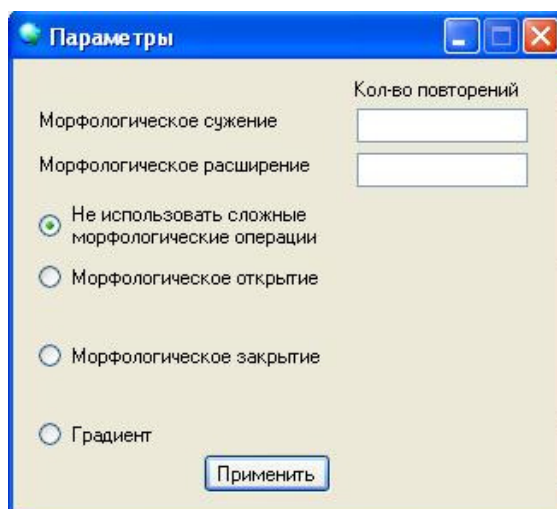 Параметры
Кол-во повторений
Морфологическое сужение
Морфологическое расширение
Не использовать сложные
морфологические операции
Морфологическое открытие
Морфологическое закрытие
Градиент
Применить